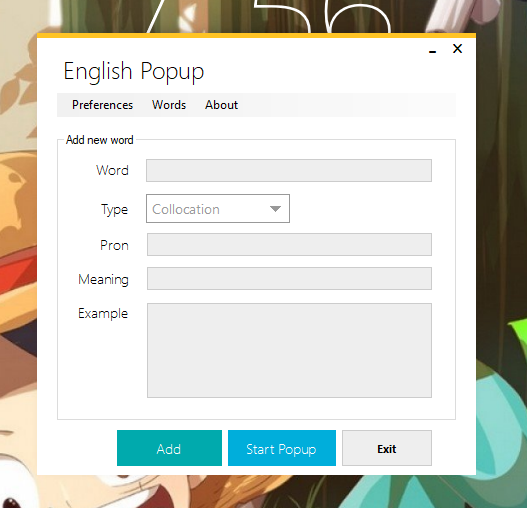 English Popup
Preferences Words About
Add new word
Word
Type Collocation
Pron
Meaning
Example
Add Start Popup Exit